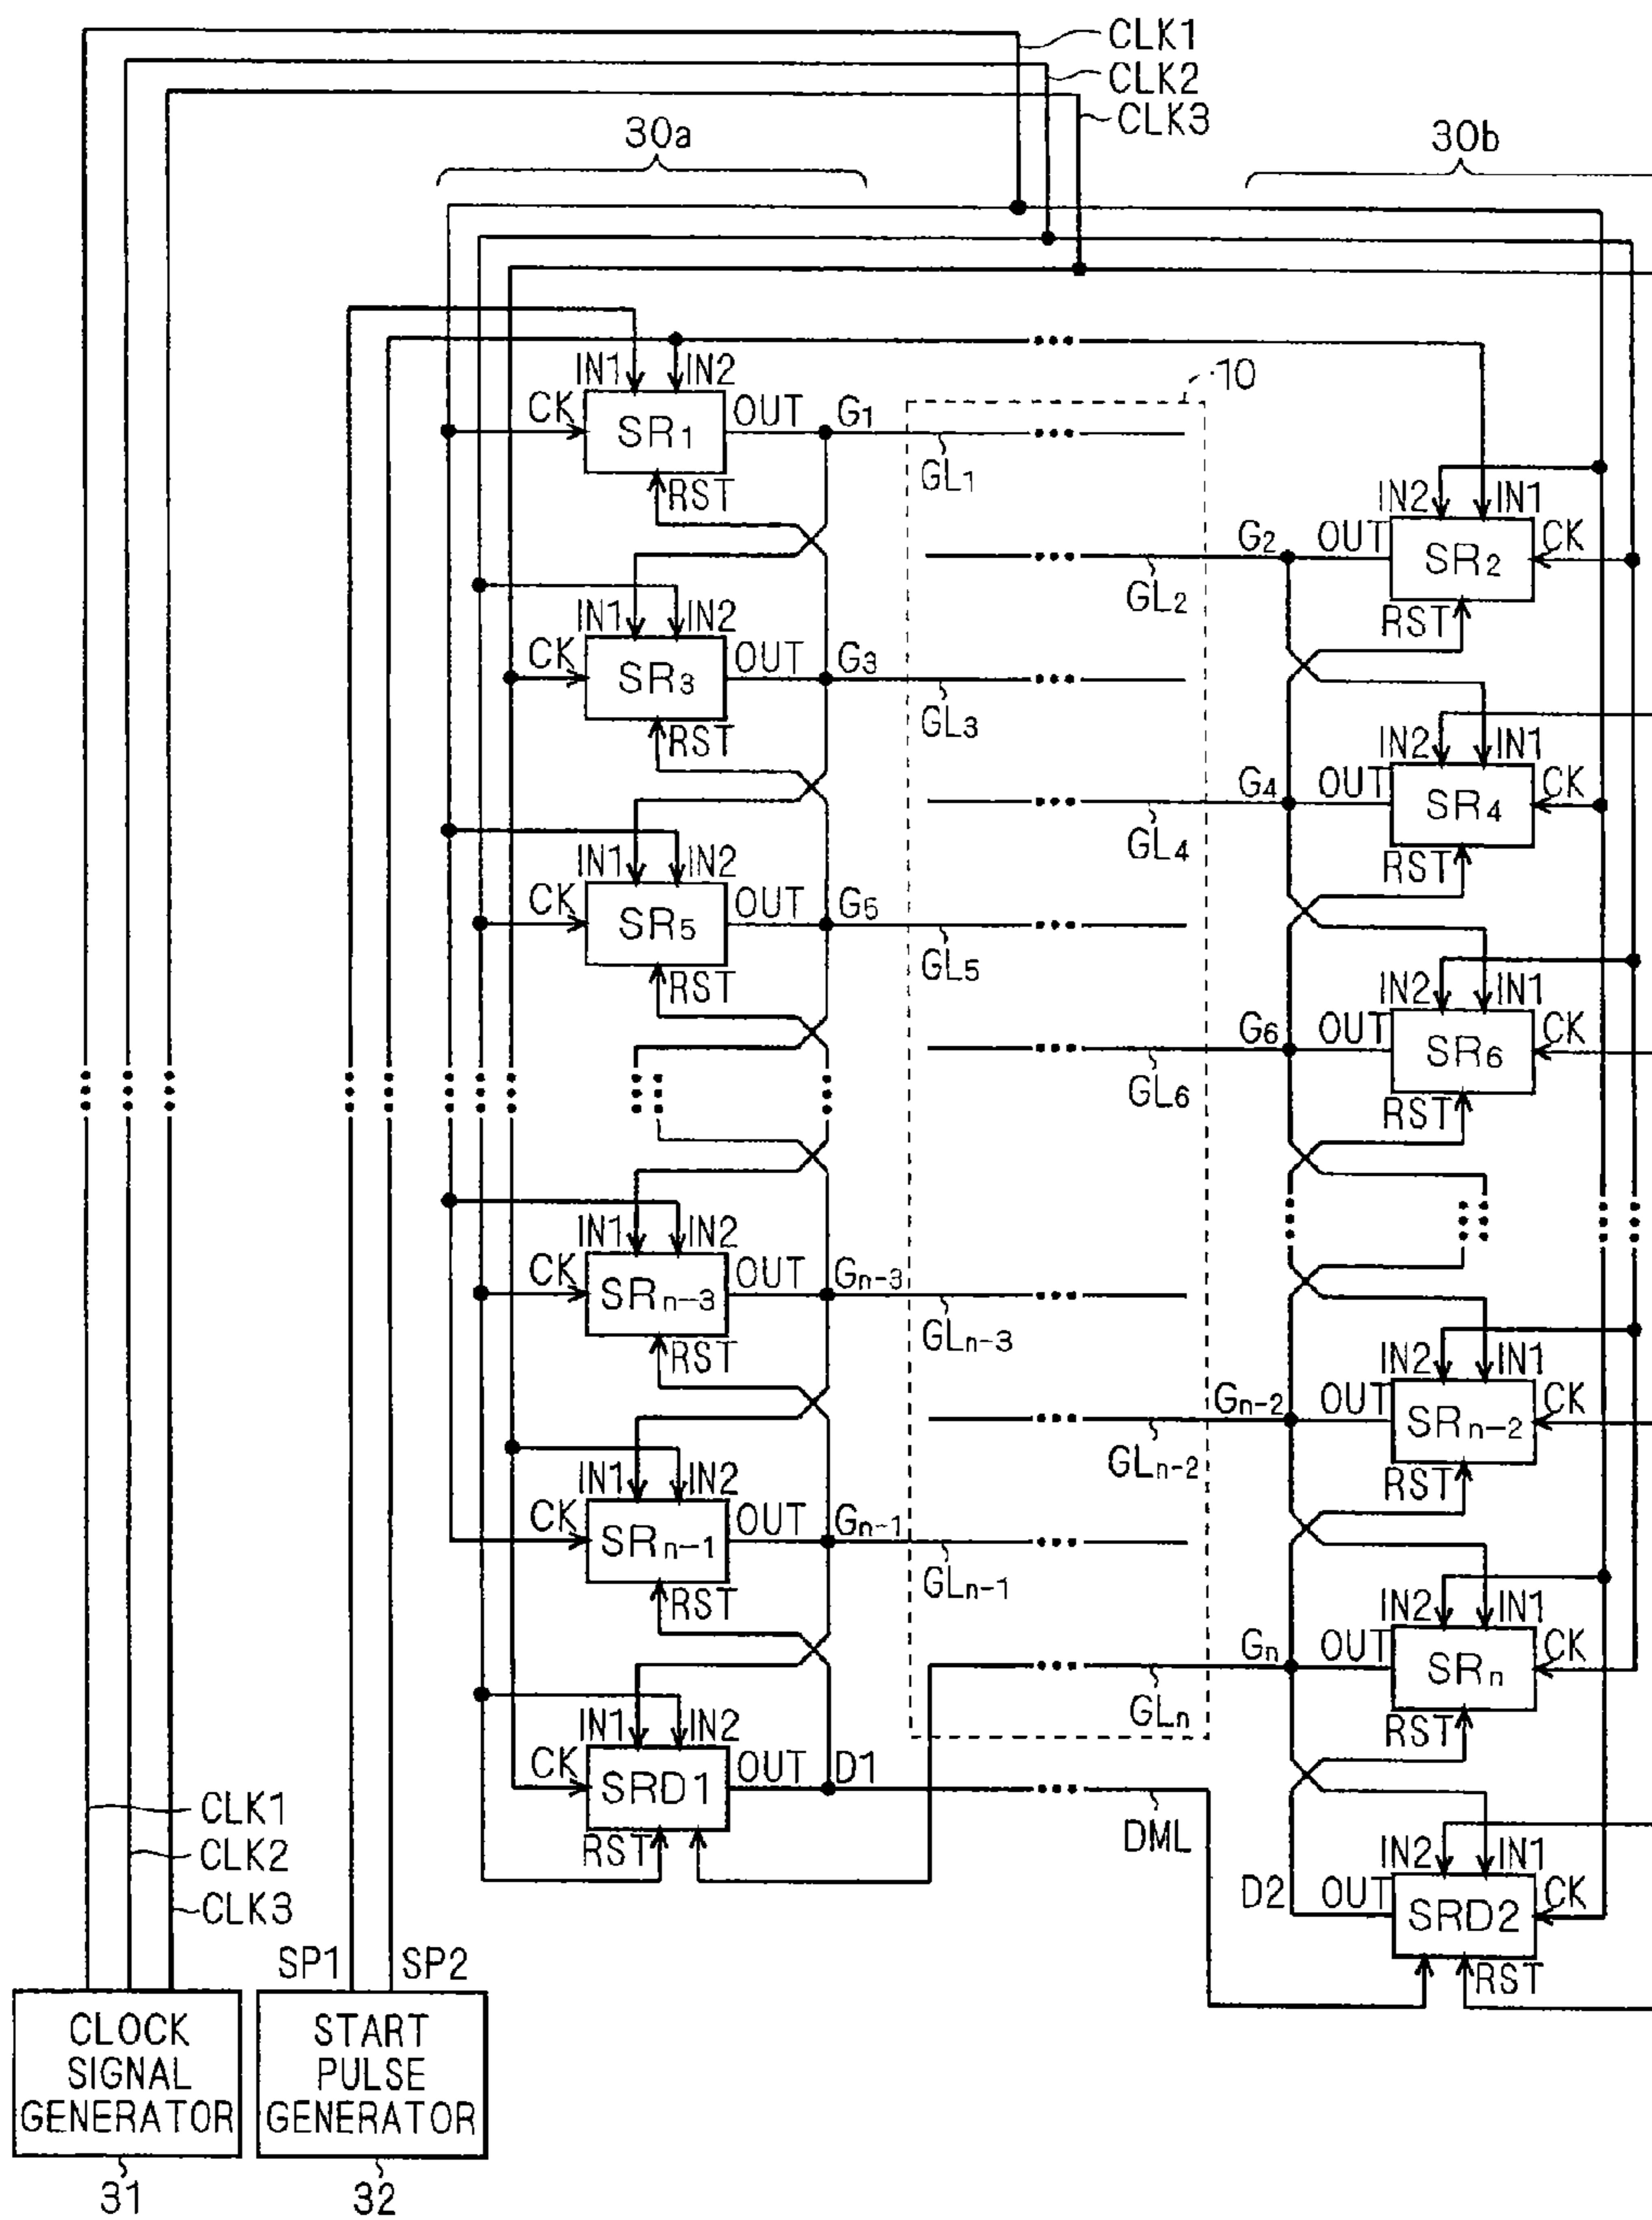 CLK1
CLK2
CLK3
30a
30b
10
IN1 IN2
CK SR1 OUT G1
RST
GL1
IN2 IN1
G2 OUT SR2 CK
GL2
RST
IN1 IN2
CK SR3 OUT G3
RST
GL3
IN2 IN1
G4 OUT SR4 CK
GL4
RST
IN1 IN2
CK SR5 OUT G5
RST
GL5
IN2 IN1
G6 OUT SR6 CK
GL6
RST
IN1 IN2
CK SRn-3 OUT Gn-3
RST
GLn-3
IN2 IN1
Gn-2 OUT SRn-2 CK
GLn-2
RST
IN1 IN2
CK SRn-1 OUT Gn-1
RST
GLn-1
IN2 IN1
Gn OUT SRn CK
GLn
RST
IN1 IN2
CK SRD1 OUT D1
RST
DML
IN2 IN1
D2 OUT SRD2 CK
RST
CLK1
CLK2
CLK3
SP1 SP2
CLOCK
SIGNAL
GENERATOR
31
START
PULSE
GENERATOR
32